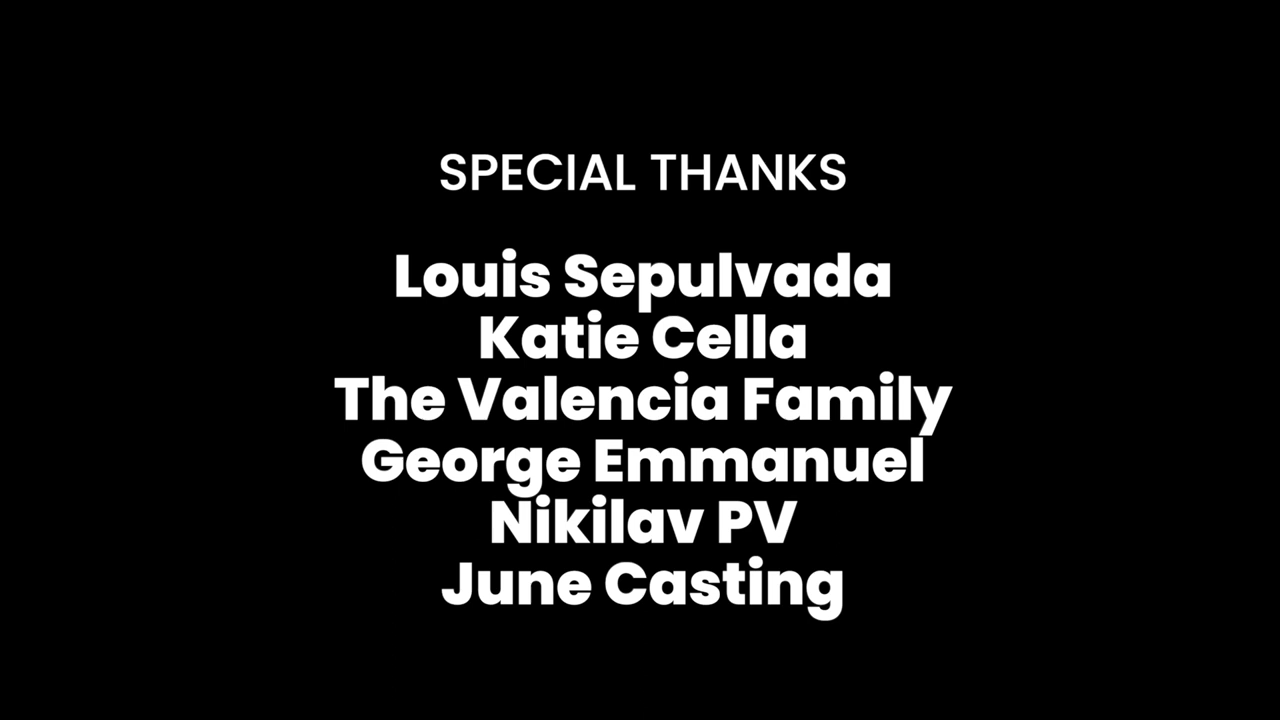 SPECIAL THANKS
Louis Sepulvada
Katie Cella
The Valencia Family
George Emmanuel
Nikilav PV
June Casting